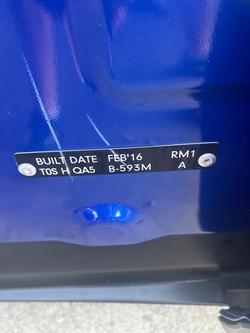 BUILT DATE FEB'16 RM1
T0S H QA5 B-593M A